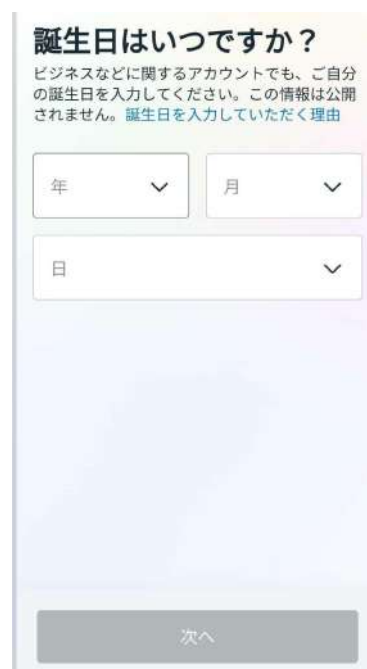 誕生日はいつですか？
ビジネスなどに関するアカウントでも、ご自分
の誕生日を入力してください。この情報は公開
されません。誕生日を入力していただく理由
年
月
日
次へ